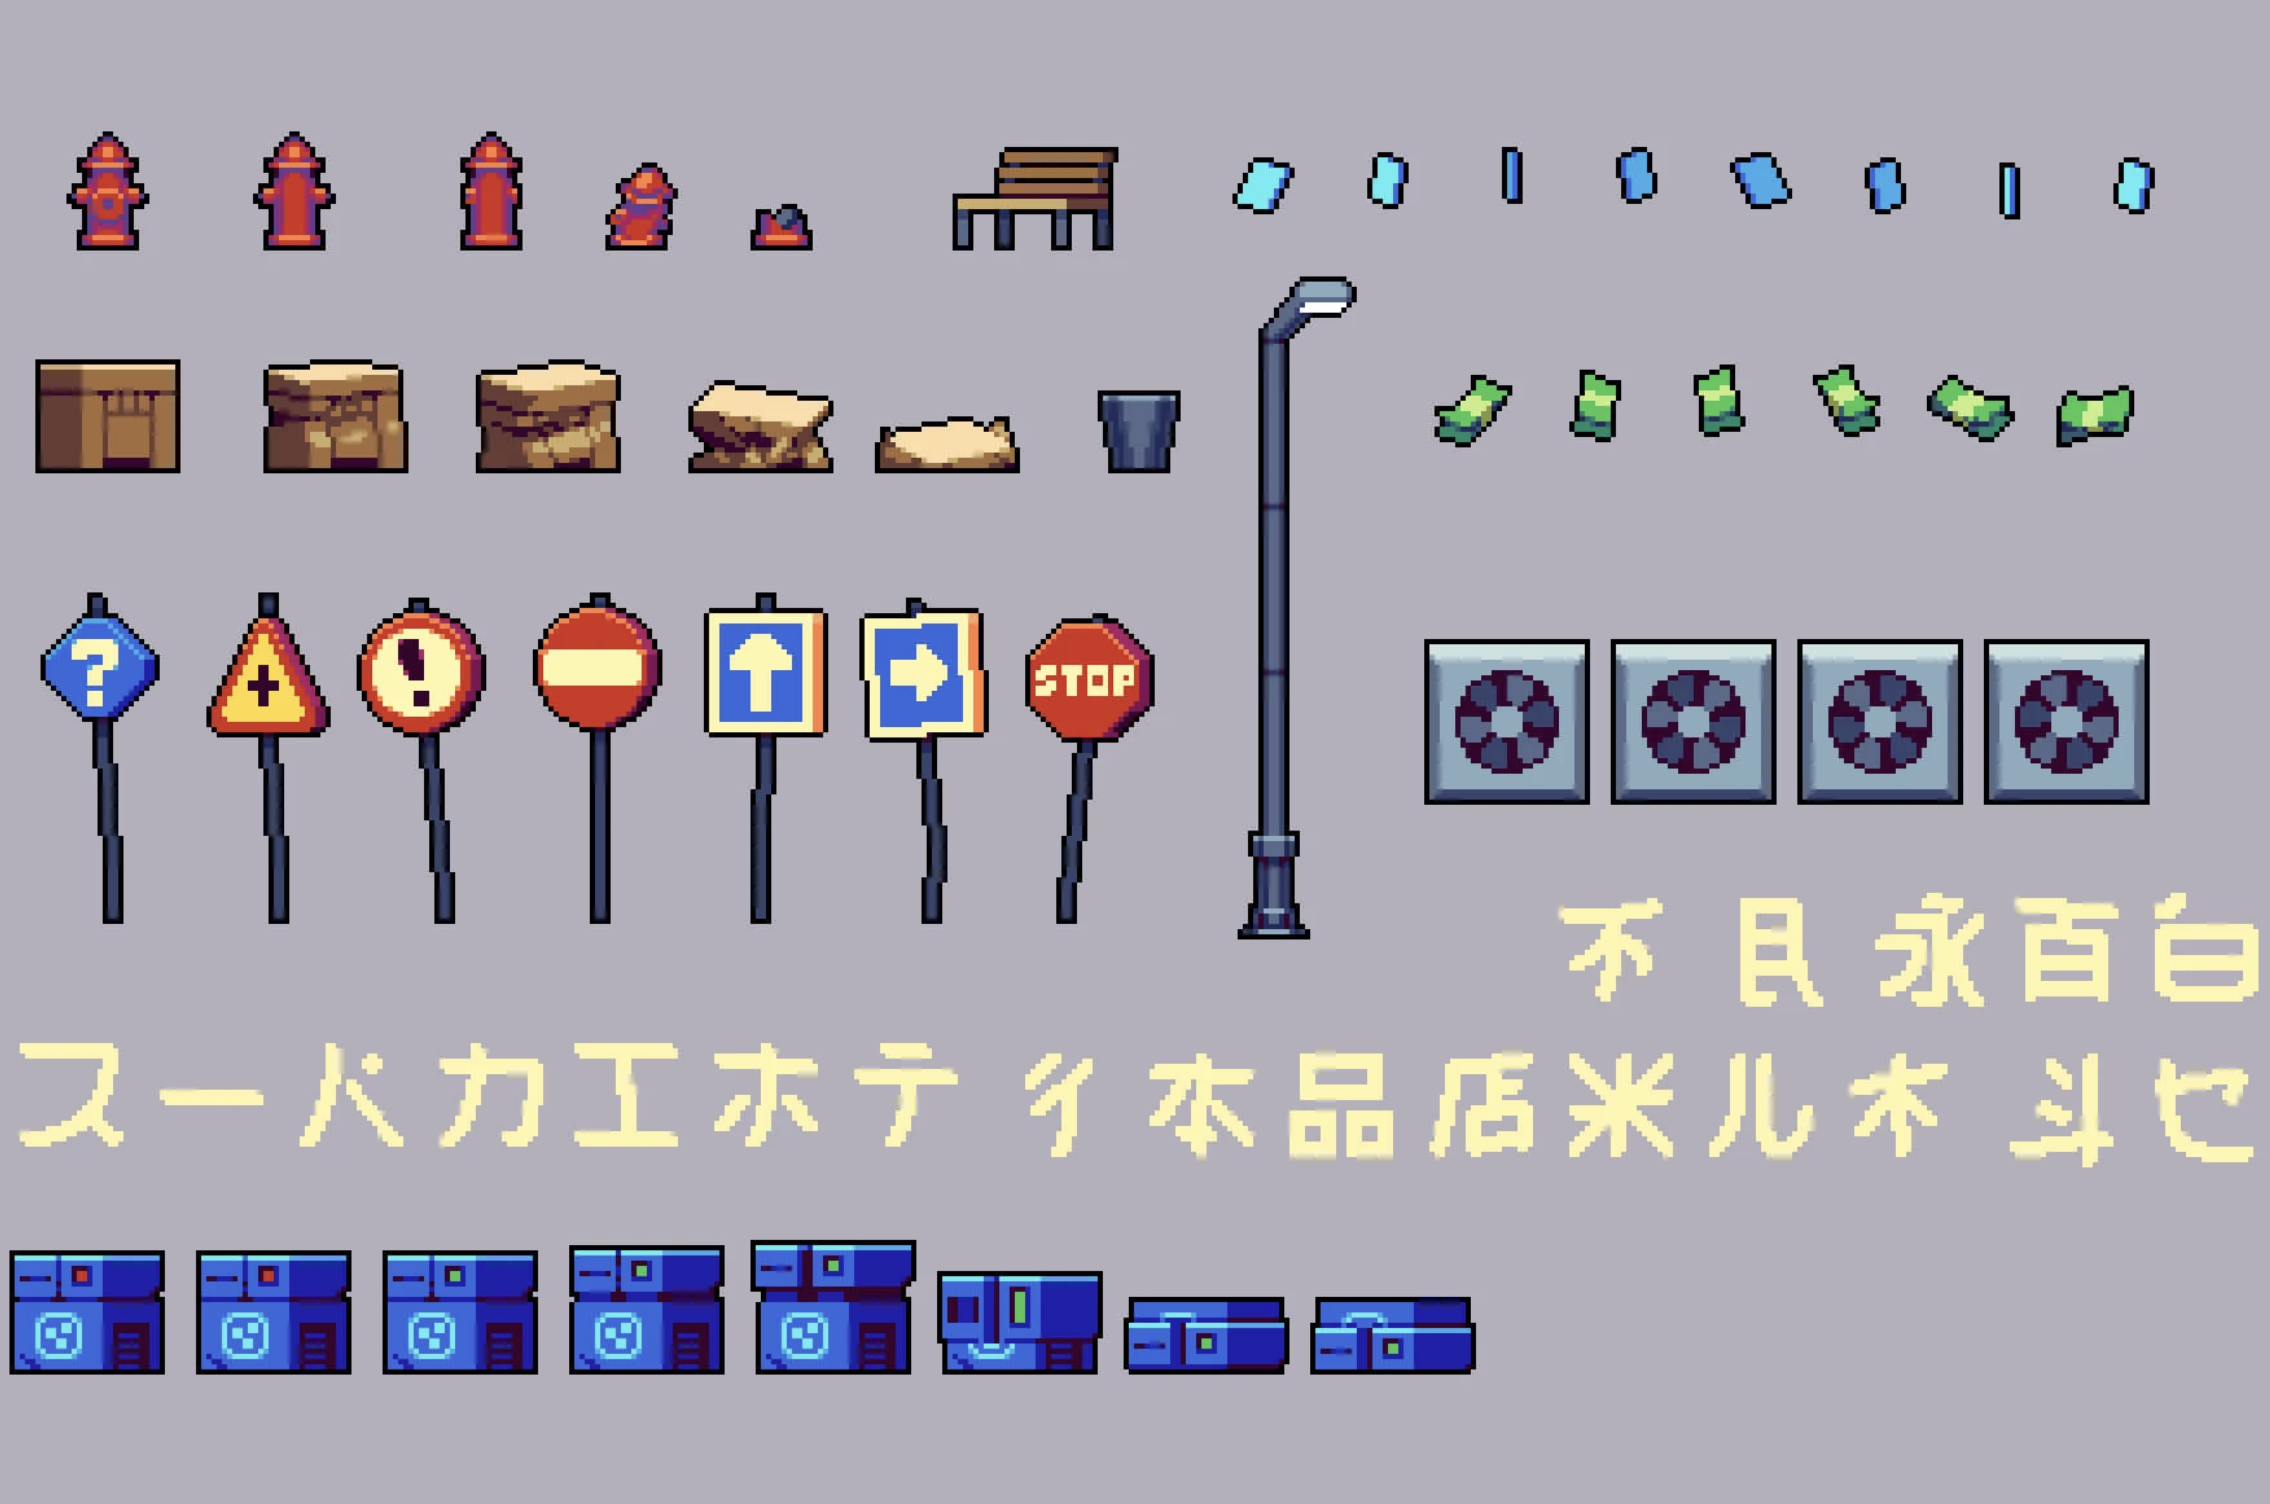 ?
!
STOP
不 良 永 百 白
ス ー パ カ エ ホ テ イ 本 品 店 米 ル 木 斗 セ